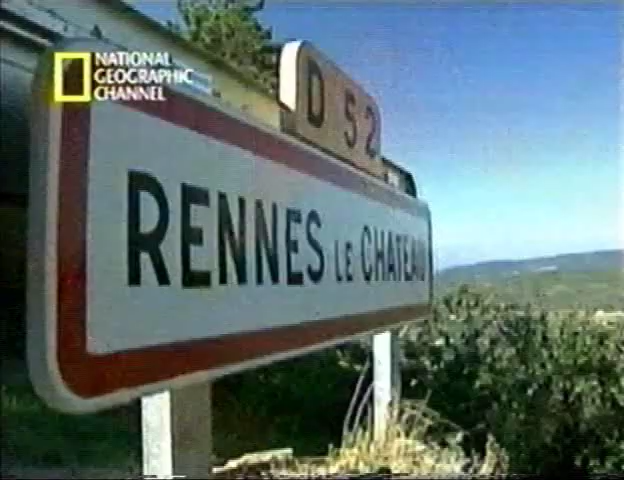 NATIONAL
GEOGRAPHIC
CHANNEL
D 52
RENNES LE CHATEAU